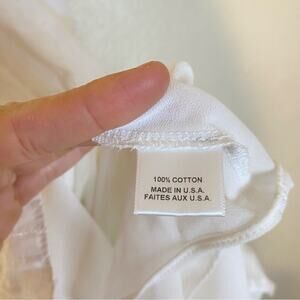 100% COTTON
MADE IN U.S.A.
FAITES AUX U.S.A.